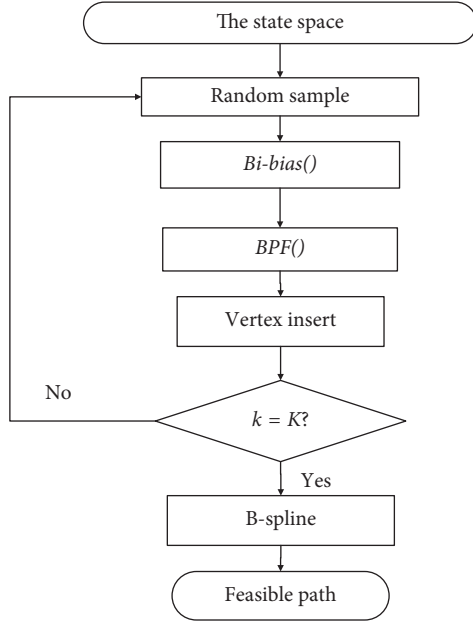 The state space
Random sample
Bi-bias()
BPF()
Vertex insert
No
k = K?
Yes
B-spline
Feasible path